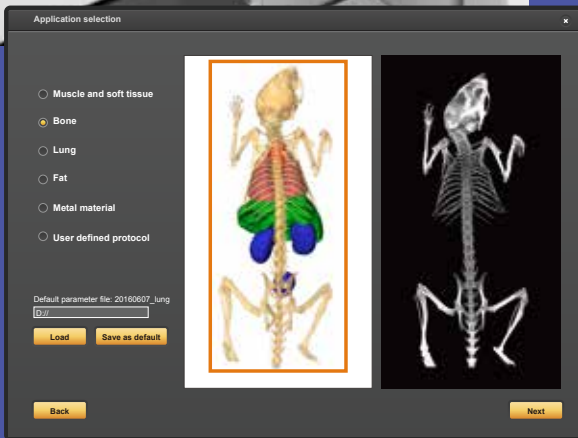 Application selection
×
Muscle and soft tissue
Bone
Lung
Fat
Metal material
User defined protocol
Default parameter file: 20160607_lung
D://
Load
Save as default
Back
Next